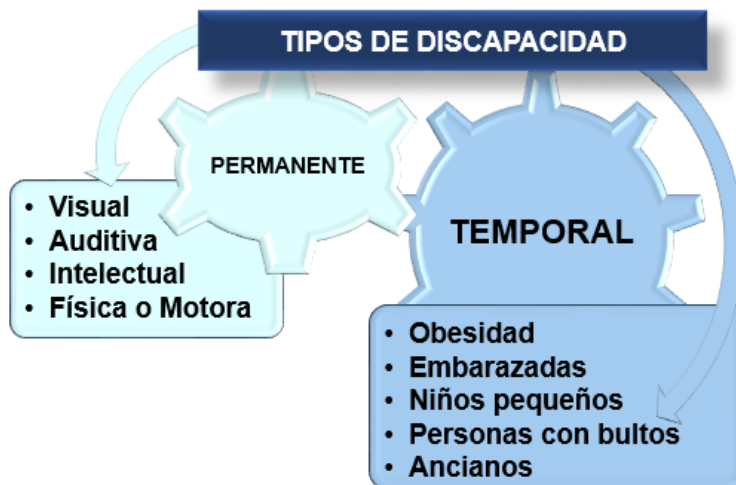 TIPOS DE DISCAPACIDAD
PERMANENTE
• Visual
• Auditiva
• Intelectual
• Física o Motora
TEMPORAL
• Obesidad
• Embarazadas
• Niños pequeños
• Personas con bultos
• Ancianos